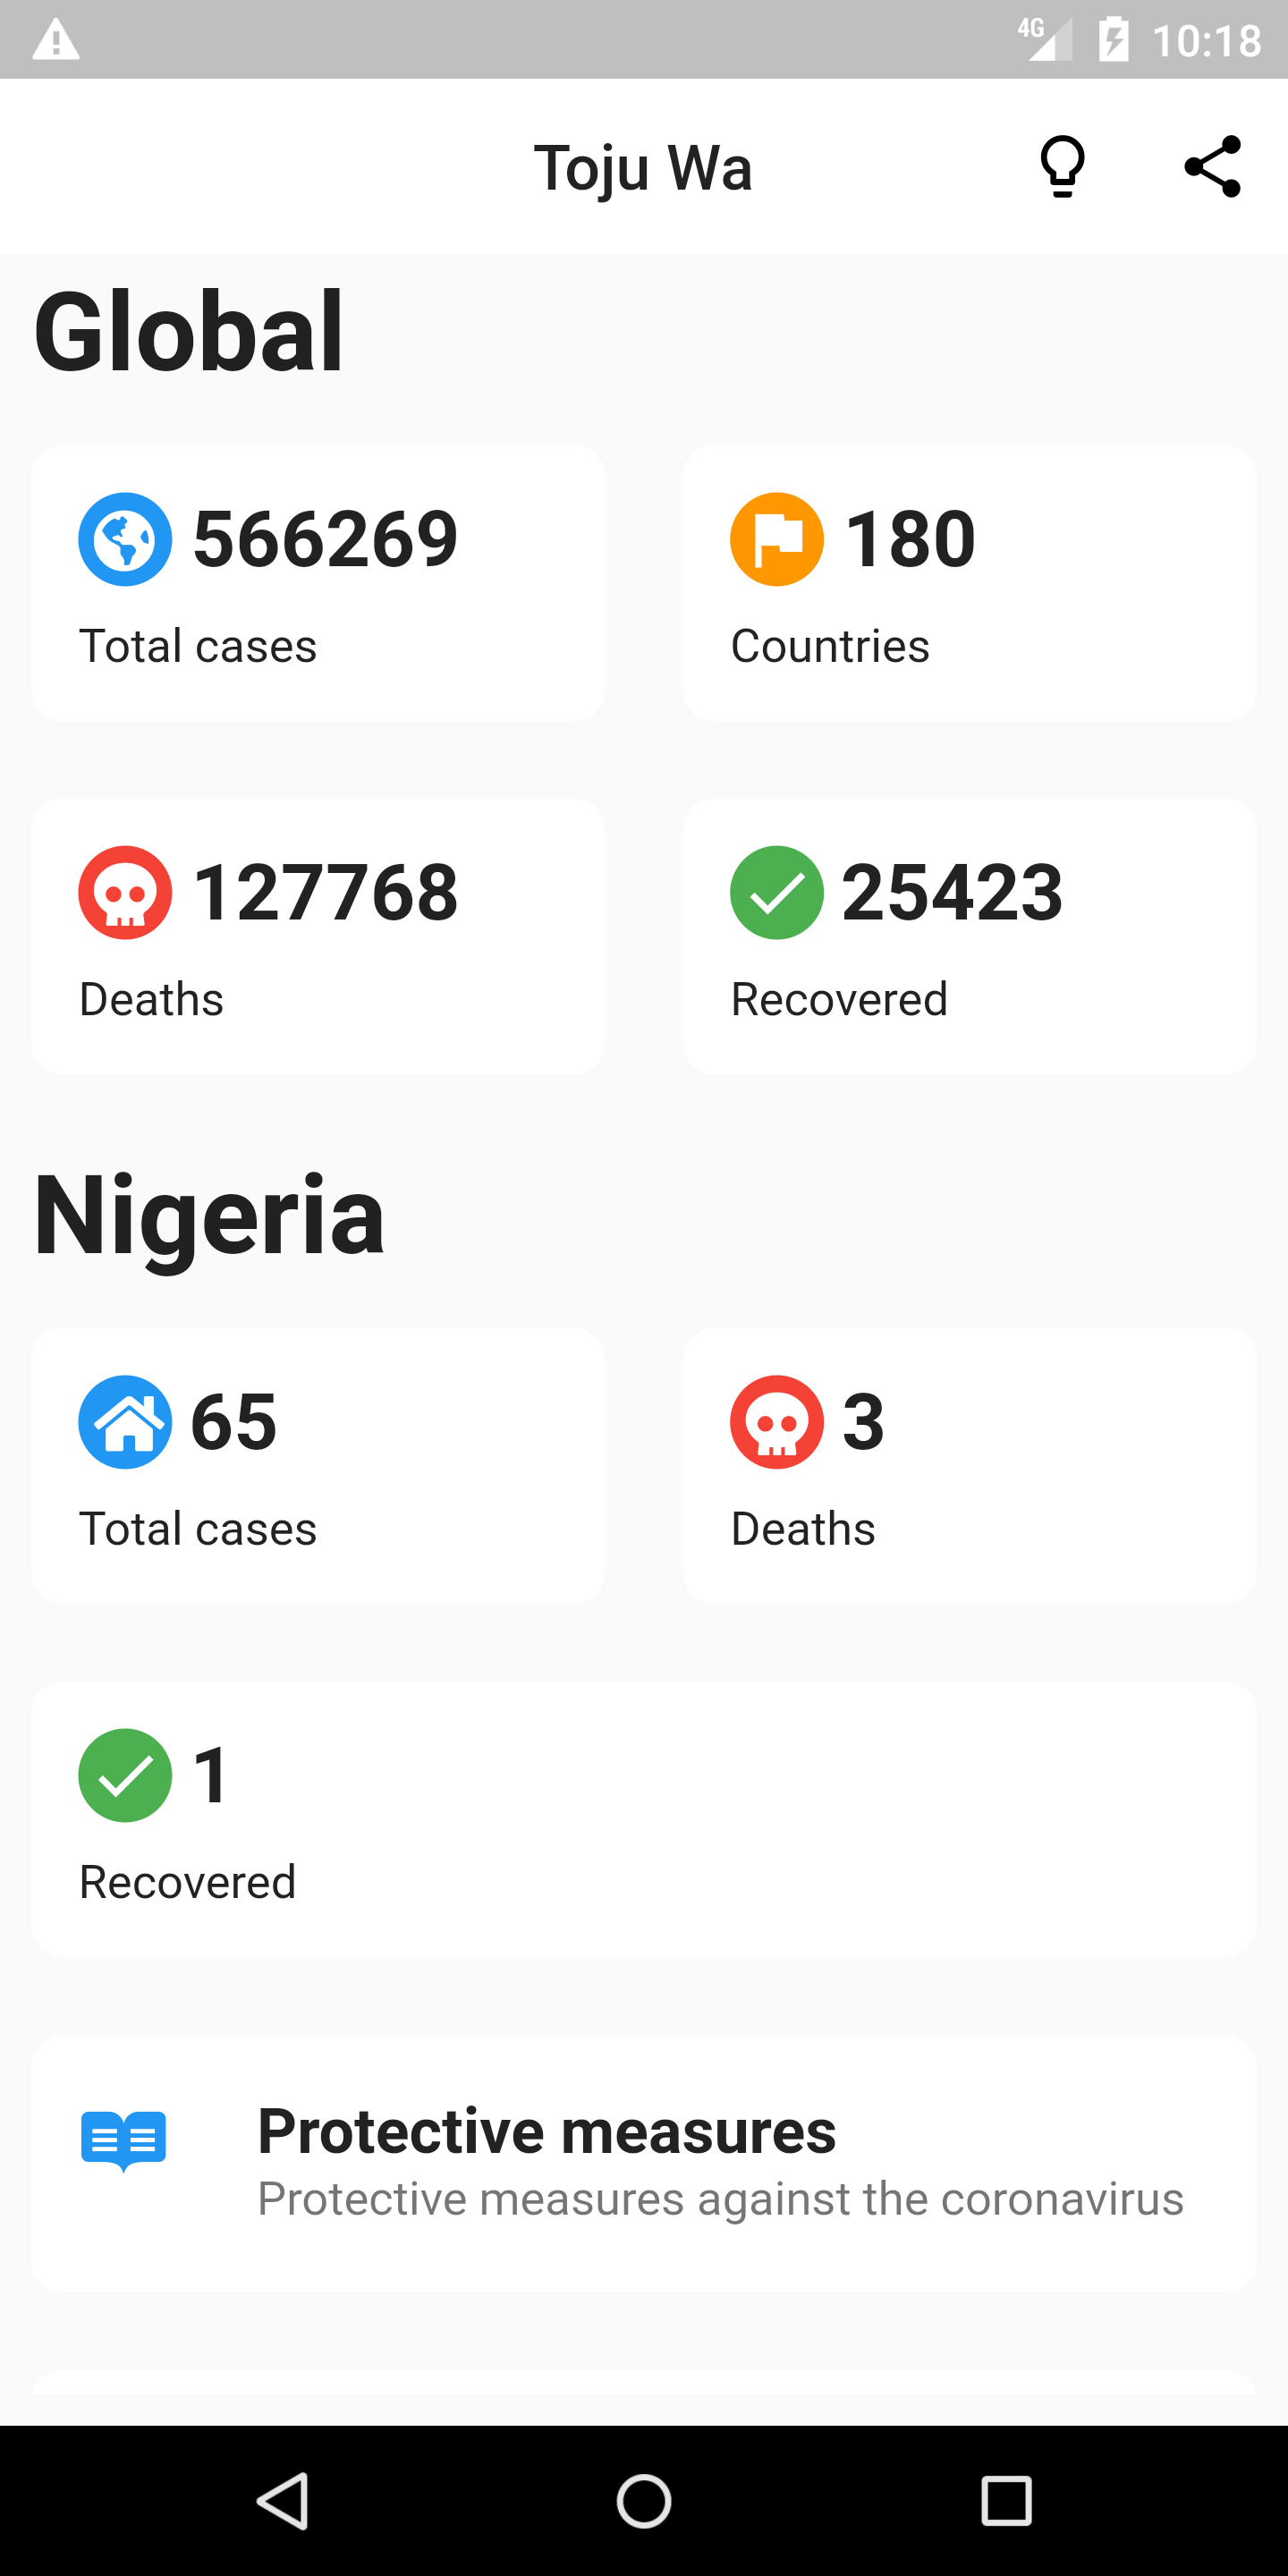 4G 10:18
Toju Wa
Global
566269
Total cases
180
Countries
127768
Deaths
25423
Recovered
Nigeria
65
Total cases
3
Deaths
1
Recovered
Protective measures
Protective measures against the coronavirus